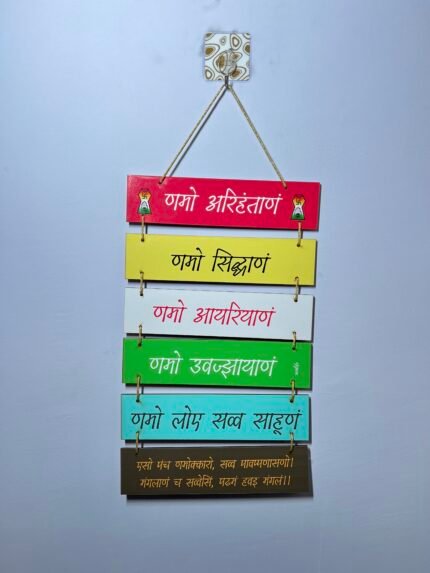 णमो अरिहंताणं
णमो सिद्धाणं
णमो आयरियाणं
णमो उवज्झायाणं
णमो लोए सव्व साहूणं
एसो पंच णमोक्कारो, सव्व पावप्पणासणो।
मंगलाणं च सव्वेसिं, पढमं हवइ मंगलं।।